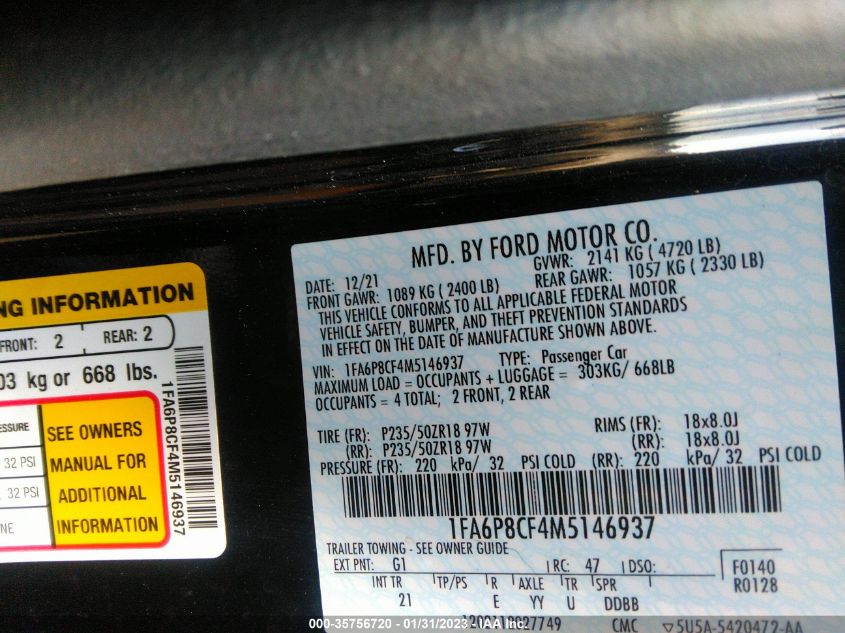 NG INFORMATION
FRONT: 2 REAR: 2
03 kg or 668 lbs.
ESSURE
32 PSI
32 PSI
NE
SEE OWNERS
MANUAL FOR
ADDITIONAL
INFORMATION
1FA6P8CF4M5146937
MFD. BY FORD MOTOR CO.
DATE: 12/21 GVWR: 2141 KG ( 4720 LB)
FRONT GAWR: 1089 KG ( 2400 LB) REAR GAWR: 1057 KG ( 2330 LB)
THIS VEHICLE CONFORMS TO ALL APPLICABLE FEDERAL MOTOR
VEHICLE SAFETY, BUMPER, AND THEFT PREVENTION STANDARDS
IN EFFECT ON THE DATE OF MANUFACTURE SHOWN ABOVE.
VIN: 1FA6P8CF4M5146937 TYPE: Passenger Car
MAXIMUM LOAD = OCCUPANTS + LUGGAGE = 303KG/ 668LB
OCCUPANTS = 4 TOTAL; 2 FRONT, 2 REAR
TIRE (FR): P235/50ZR18 97W RIMS (FR): 18x8.0J
(RR): P235/50ZR18 97W (RR): 18x8.0J
PRESSURE (FR): 220 kPa/ 32 PSI COLD (RR): 220 kPa/ 32 PSI COLD
1FA6P8CF4M5146937
TRAILER TOWING - SEE OWNER GUIDE
EXT PNT: G1 RC: 47 DSO: F0140
INT TR TP/PS R AXLE TR SPR R0128
21 E YY U DDBB
CMC 5U5A-5420472-AA
000-35756720 - 01/31/2023 - IAA Inc.